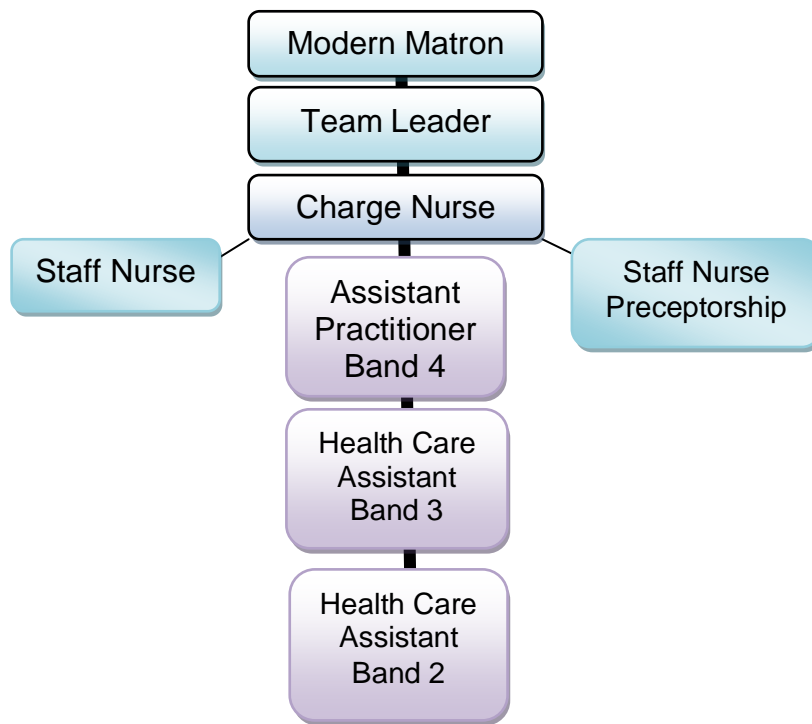 Modern Matron
Team Leader
Charge Nurse
Staff Nurse
Assistant
Practitioner
Band 4
Staff Nurse
Preceptorship
Health Care
Assistant
Band 3
Health Care
Assistant
Band 2